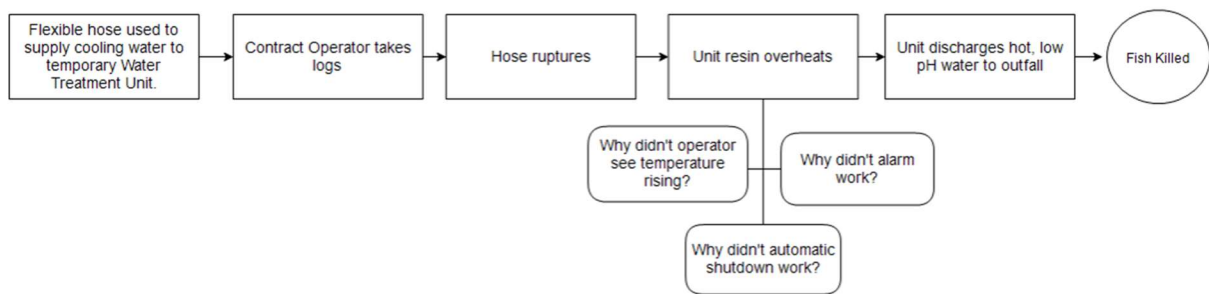 Flexible hose used to
supply cooling water to
temporary Water
Treatment Unit.
Contract Operator takes
logs
Hose ruptures
Unit resin overheats
Unit discharges hot, low
pH water to outfall
Fish Killed
Why didn't operator
see temperature
rising?
Why didn't alarm
work?
Why didn't automatic
shutdown work?